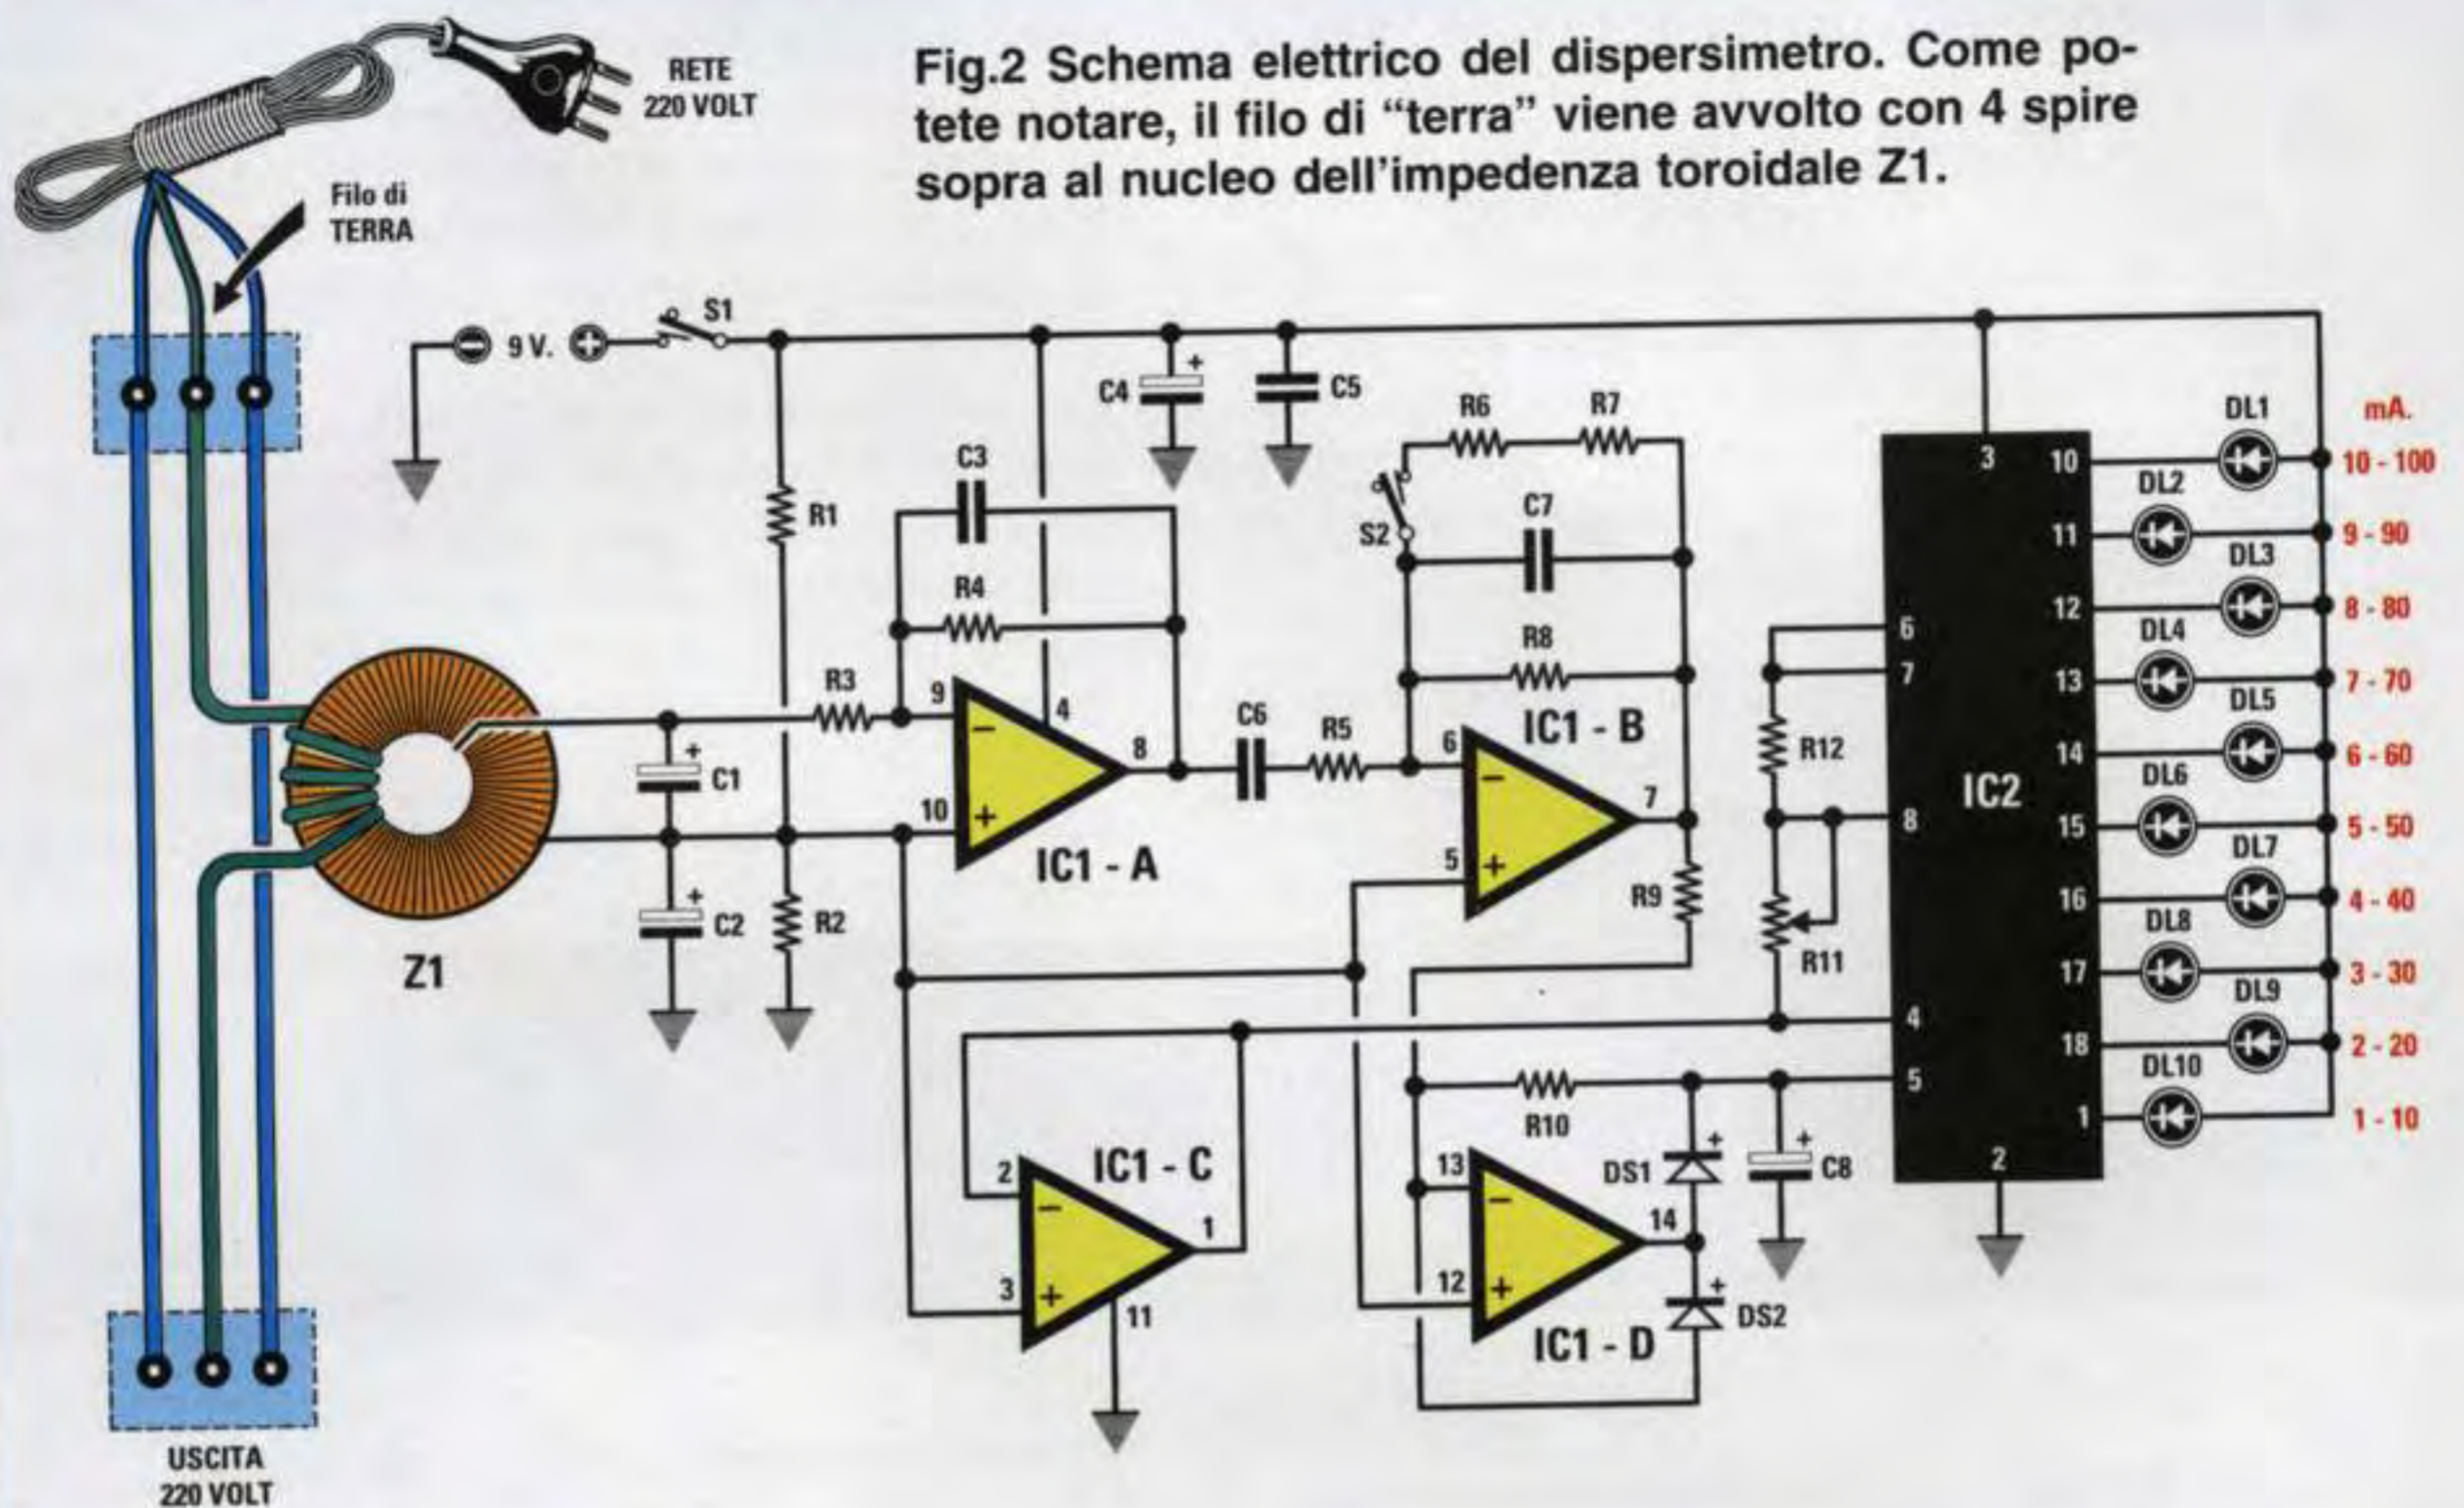 Fig.2 Schema elettrico del dispersimetro. Come po-
tete notare, il filo di “terra” viene avvolto con 4 spire
sopra al nucleo dell'impedenza toroidale Z1.
RETE
220 VOLT
Filo di
TERRA
S1
9 V.
C4
+
C5
R6
R7
C3
R1
S2
C7
R4
R8
R3
9
4
8
10
IC1 - A
C6
R5
6
IC1 - B
7
5
R9
+
C1
+
C2
R2
Z1
3
10
11
12
13
14
15
16
17
18
1
6
7
8
4
5
2
IC2
R12
R11
DL1
DL2
DL3
DL4
DL5
DL6
DL7
DL8
DL9
DL10
mA.
10 - 100
9 - 90
8 - 80
7 - 70
6 - 60
5 - 50
4 - 40
3 - 30
2 - 20
1 - 10
2
IC1 - C
1
3
11
R10
13
14
12
IC1 - D
DS1
+
C8
+
DS2
+
USCITA
220 VOLT